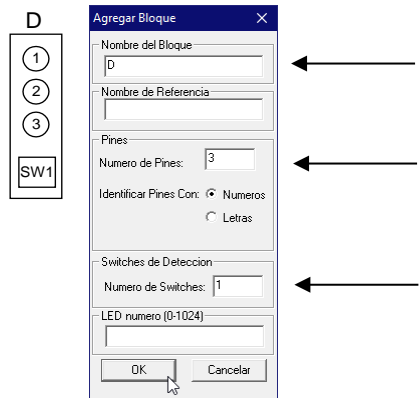 D
1
2
3
SW1
Agregar Bloque
Nombre del Bloque
D
Nombre de Referencia
Pines
Numero de Pines: 3
Identificar Pines Con: Numeros
Letras
Switches de Deteccion
Numero de Switches: 1
LED numero (0-1024)
OK Cancelar